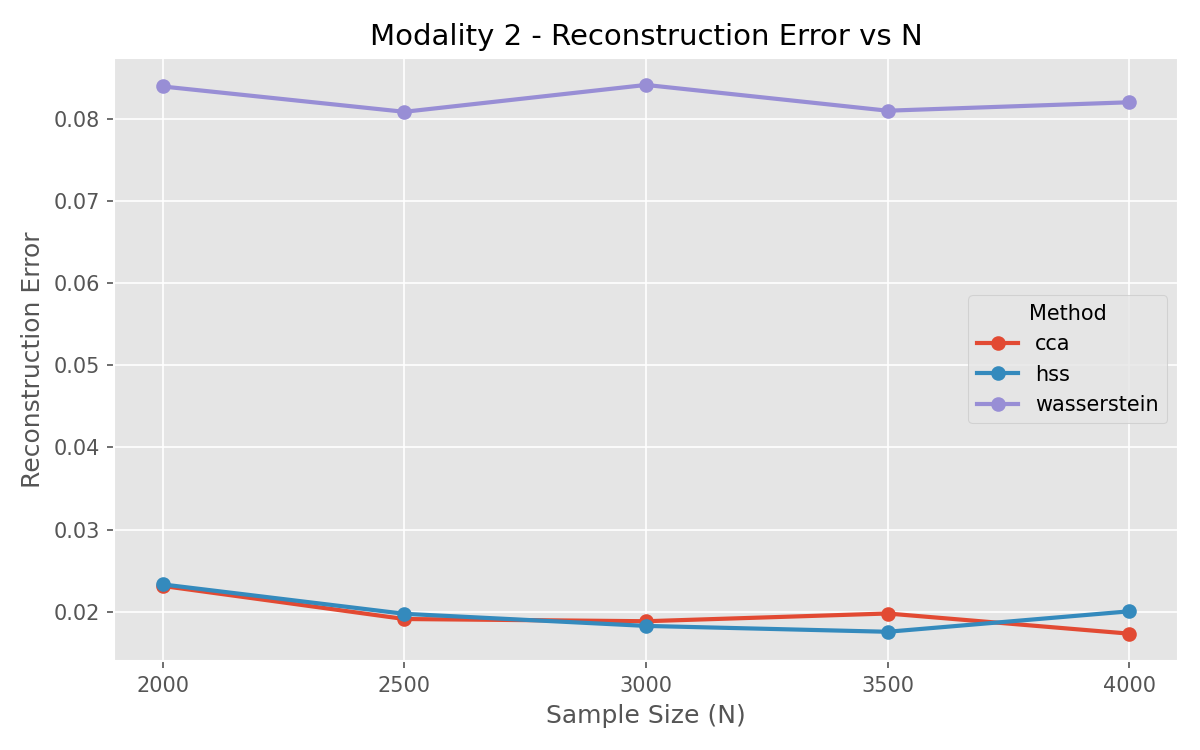 Modality 2 - Reconstruction Error vs N
Reconstruction Error
0.08
0.07
0.06
0.05
0.04
0.03
0.02
Method
cca
hss
wasserstein
2000 2500 3000 3500 4000
Sample Size (N)